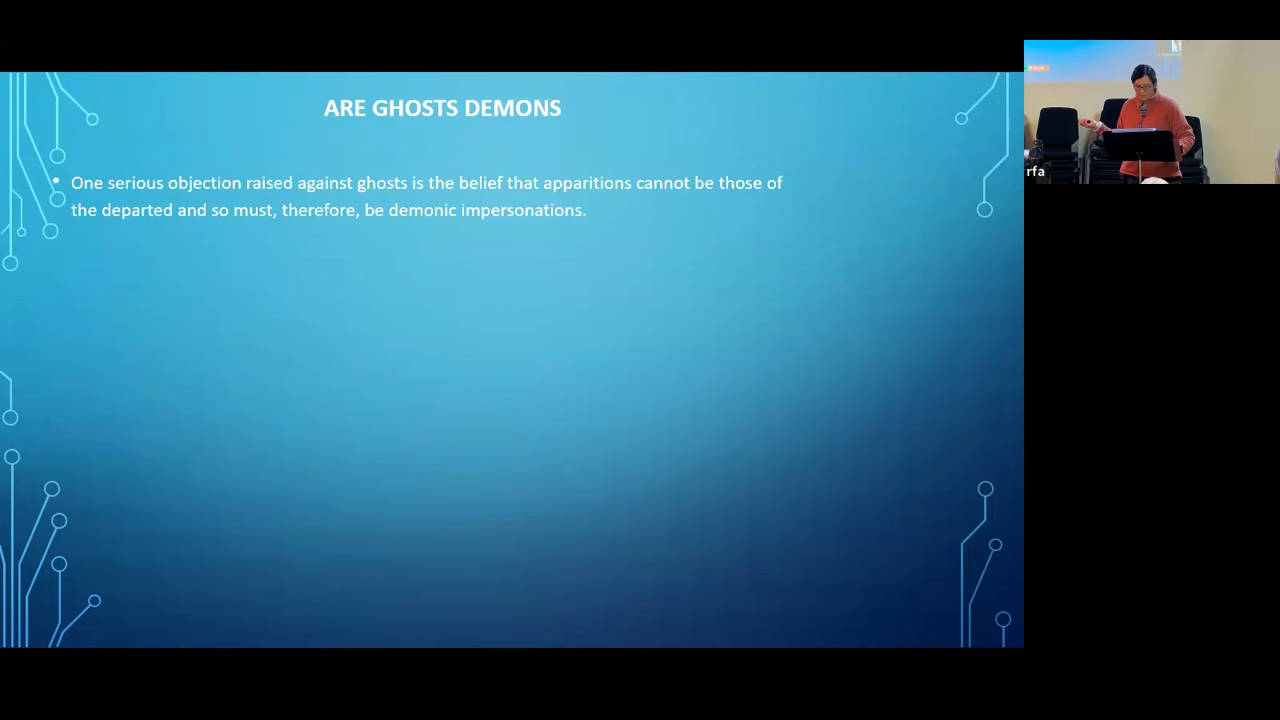 ARE GHOSTS DEMONS
• One serious objection raised against ghosts is the belief that apparitions cannot be those of
the departed and so must, therefore, be demonic impersonations.
rfa